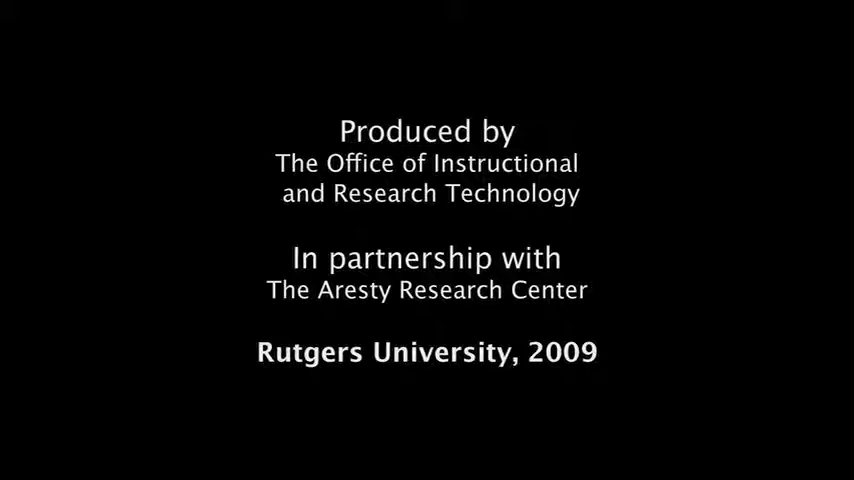 Produced by
The Office of Instructional
and Research Technology
In partnership with
The Aresty Research Center
Rutgers University, 2009